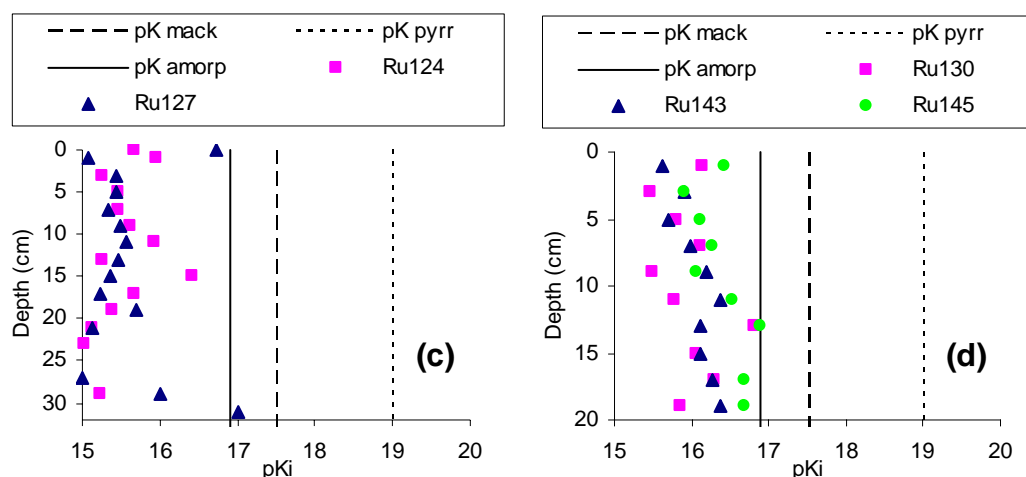 pK mack pK pyrr
pK amorp Ru124
Ru127
0
5
10
15
20
25
30
Depth (cm)
(c)
15 16 17 18 19 20
pKi
pK mack pK pyrr
pK amorp Ru130
Ru143 Ru145
0
5
10
15
20
Depth (cm)
(d)
15 16 17 18 19 20
pKi